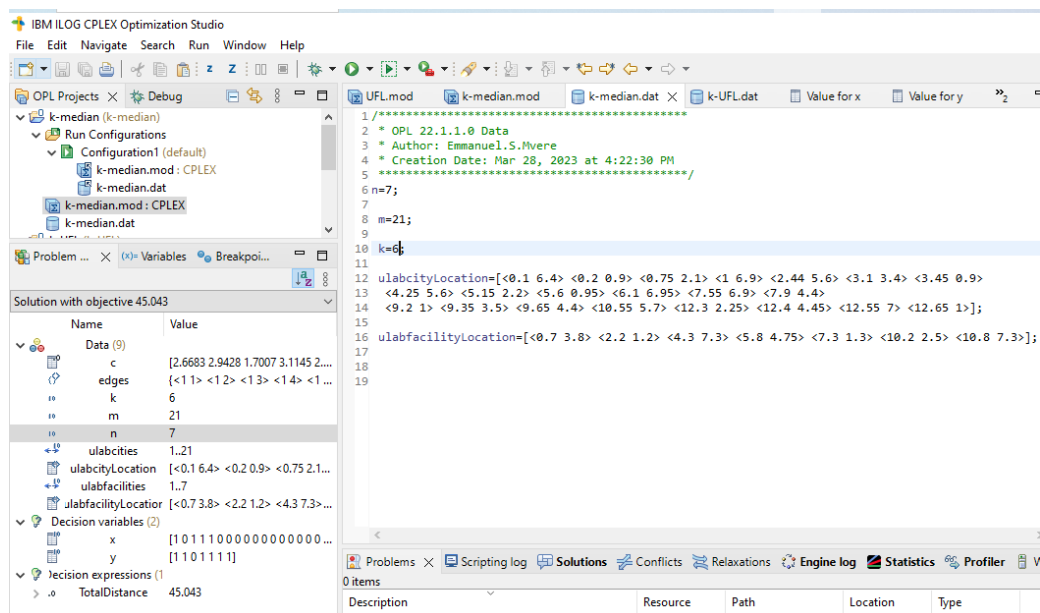 IBM ILOG CPLEX Optimization Studio
File Edit Navigate Search Run Window Help
OPL Projects Debug
k-median (k-median)
Run Configurations
Configuration1 (default)
k-median.mod : CPLEX
k-median.dat
k-median.mod : CPLEX
k-median.dat
Problem ... (x)= Variables Breakpoi...
Solution with objective 45.043
Name Value
Data (9)
c [2.6683 2.9428 1.7007 3.1145 2....
edges {<1 1> <1 2> <1 3> <1 4> <1 ...
k 6
m 21
n 7
ulabcities 1..21
ulabcityLocation [<0.1 6.4> <0.2 0.9> <0.75 2.1...
ulabfacilities 1..7
ulabfacilityLocatior [<0.7 3.8> <2.2 1.2> <4.3 7.3>...
Decision variables (2)
x [1 0 1 1 1 0 0 0 0 0 0 0 0 0 0 0 0 ...
y [1 1 0 1 1 1 1]
Decision expressions (1
TotalDistance 45.043
UFL.mod k-median.mod k-median.dat k-UFL.dat Value for x Value for y »2
1 /*********************************************
2 * OPL 22.1.1.0 Data
3 * Author: Emmanuel.S.Mvere
4 * Creation Date: Mar 28, 2023 at 4:22:30 PM
5 *********************************************/
6 n=7;
7
8 m=21;
9
10 k=6;
11
12 ulabcityLocation=[<0.1 6.4> <0.2 0.9> <0.75 2.1> <1 6.9> <2.44 5.6> <3.1 3.4> <3.45 0.9>
13 <4.25 5.6> <5.15 2.2> <5.6 0.95> <6.1 6.95> <7.55 6.9> <7.9 4.4>
14 <9.2 1> <9.35 3.5> <9.65 4.4> <10.55 5.7> <12.3 2.25> <12.4 4.45> <12.55 7> <12.65 1>];
15
16 ulabfacilityLocation=[<0.7 3.8> <2.2 1.2> <4.3 7.3> <5.8 4.75> <7.3 1.3> <10.2 2.5> <10.8 7.3>];
17
18
19
Problems Scripting log Solutions Conflicts Relaxations Engine log Statistics Profiler
0 items
Description Resource Path Location Type